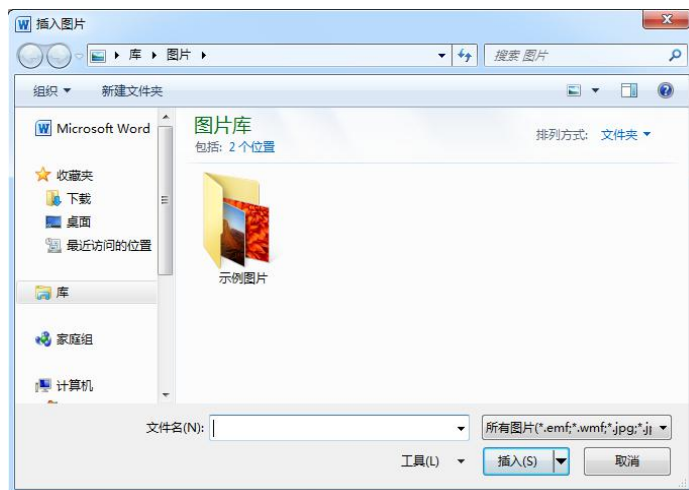 插入图片
库 图片
搜索 图片
组织 新建文件夹
Microsoft Word
收藏夹
下载
桌面
最近访问的位置
库
家庭组
计算机
图片库
包括: 2 个位置
排列方式: 文件夹
示例图片
文件名(N):
所有图片(*.emf;*.wmf;*.jpg;*.j
工具(L) 插入(S) 取消